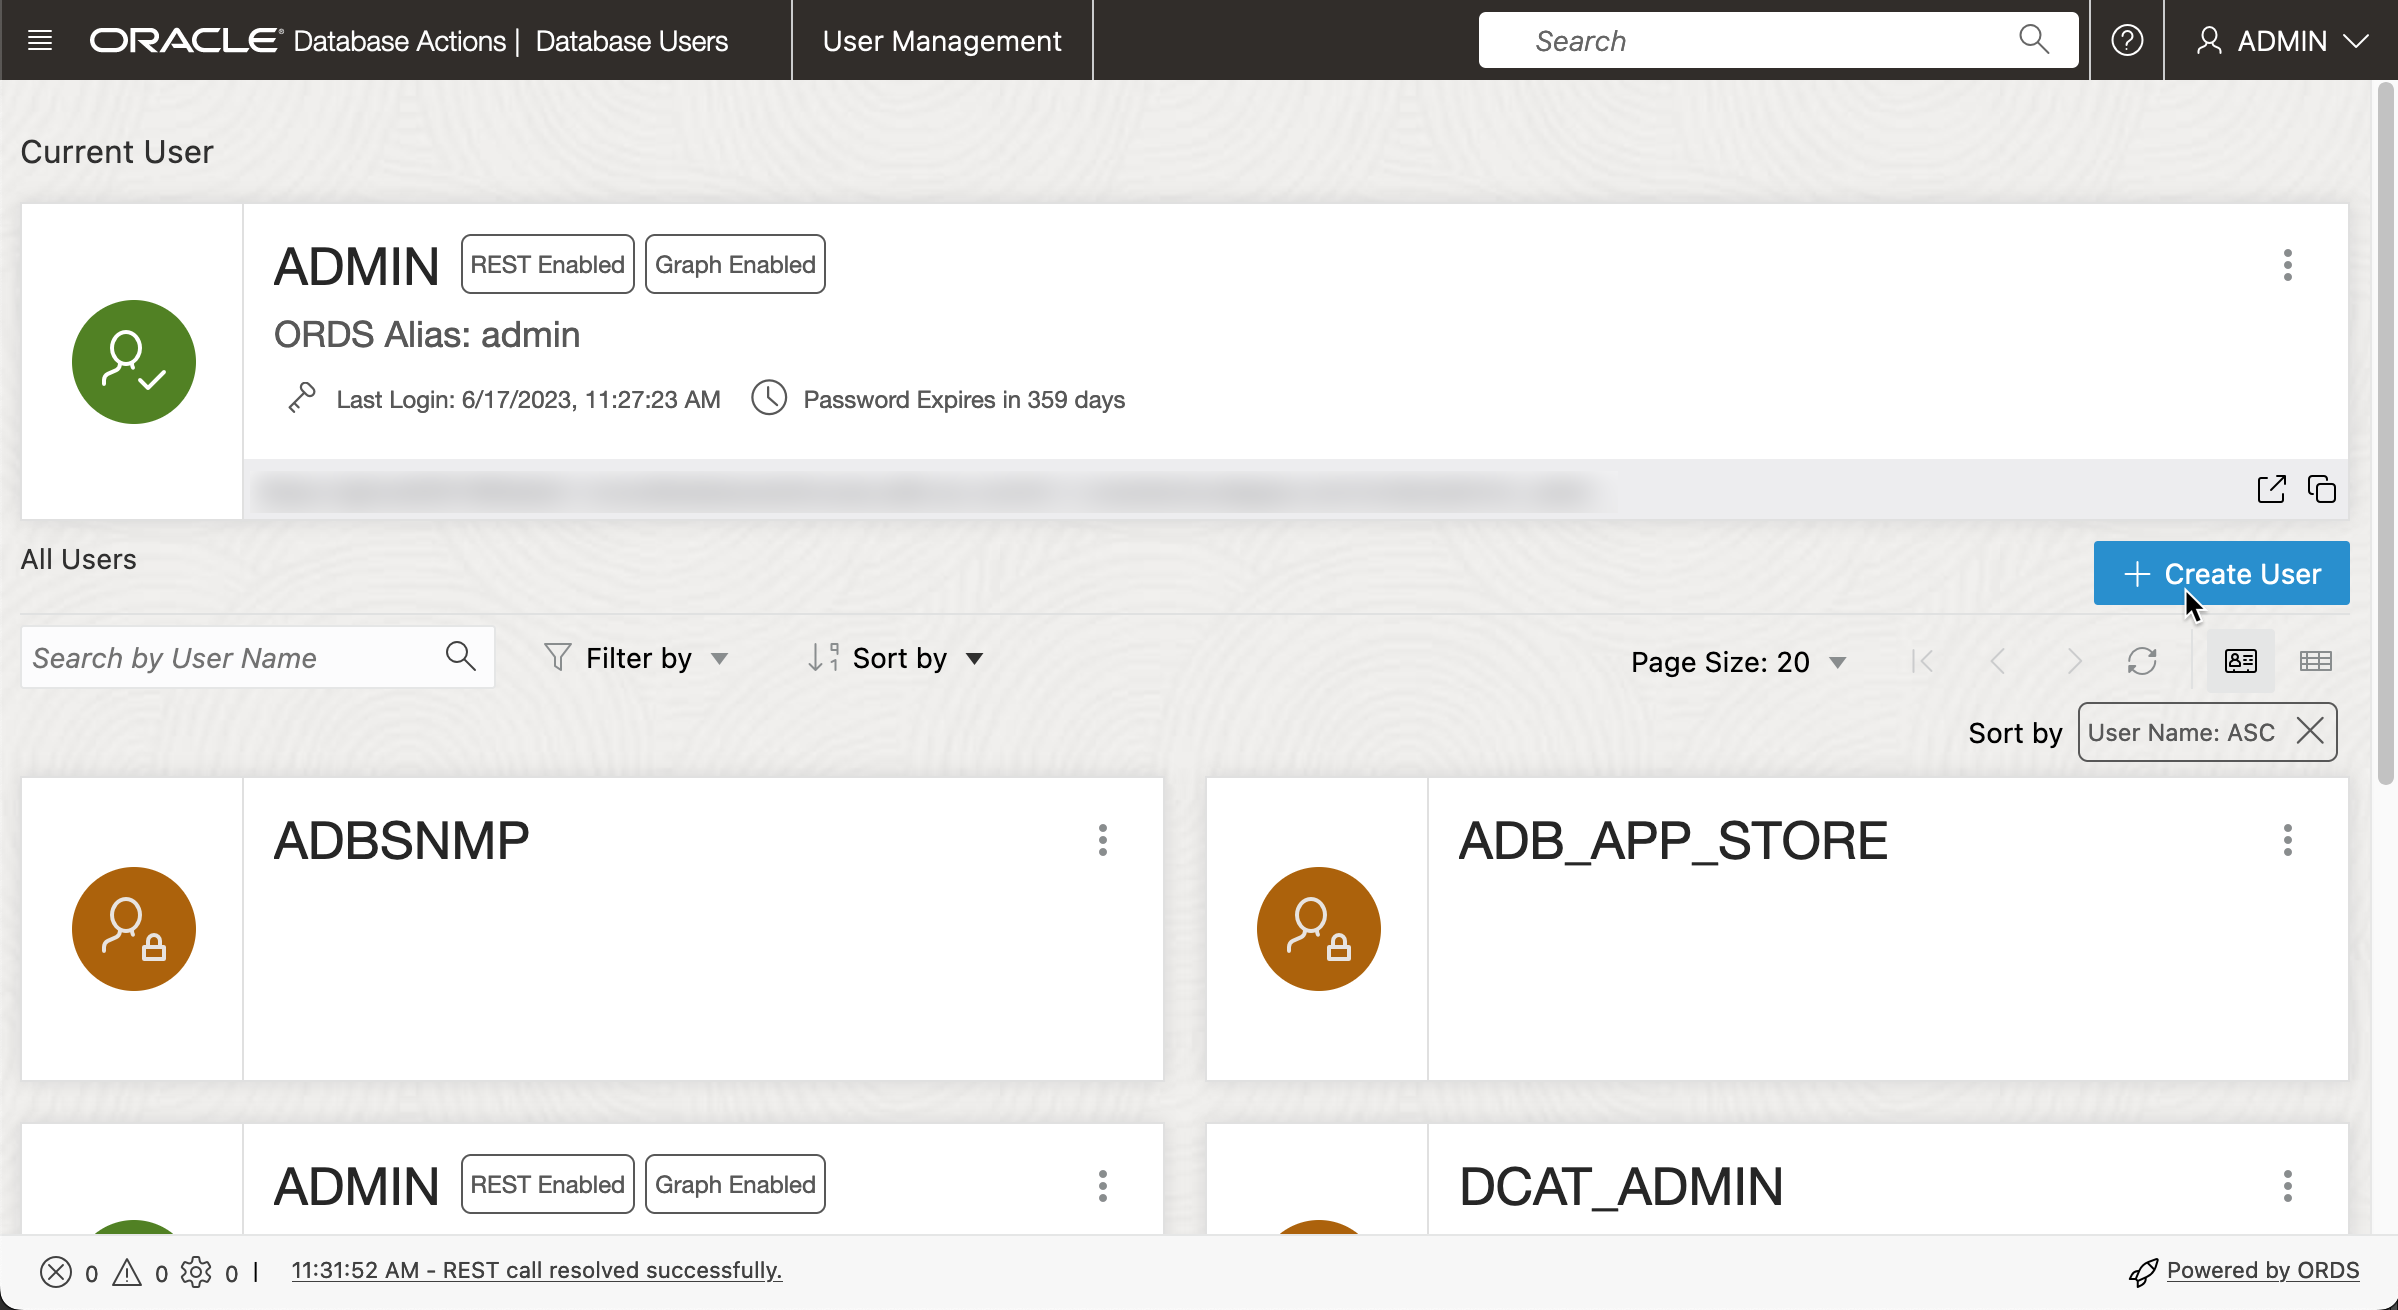 ORACLE® Database Actions | Database Users User Management Search ADMIN
Current User
ADMIN REST Enabled Graph Enabled
ORDS Alias: admin
Last Login: 6/17/2023, 11:27:23 AM Password Expires in 359 days
All Users
+ Create User
Search by User Name Filter by Sort by Page Size: 20
Sort by User Name: ASC
ADBSNMP ADB_APP_STORE
ADMIN REST Enabled Graph Enabled DCAT_ADMIN
0 0 0 | 11:31:52 AM - REST call resolved successfully. Powered by ORDS